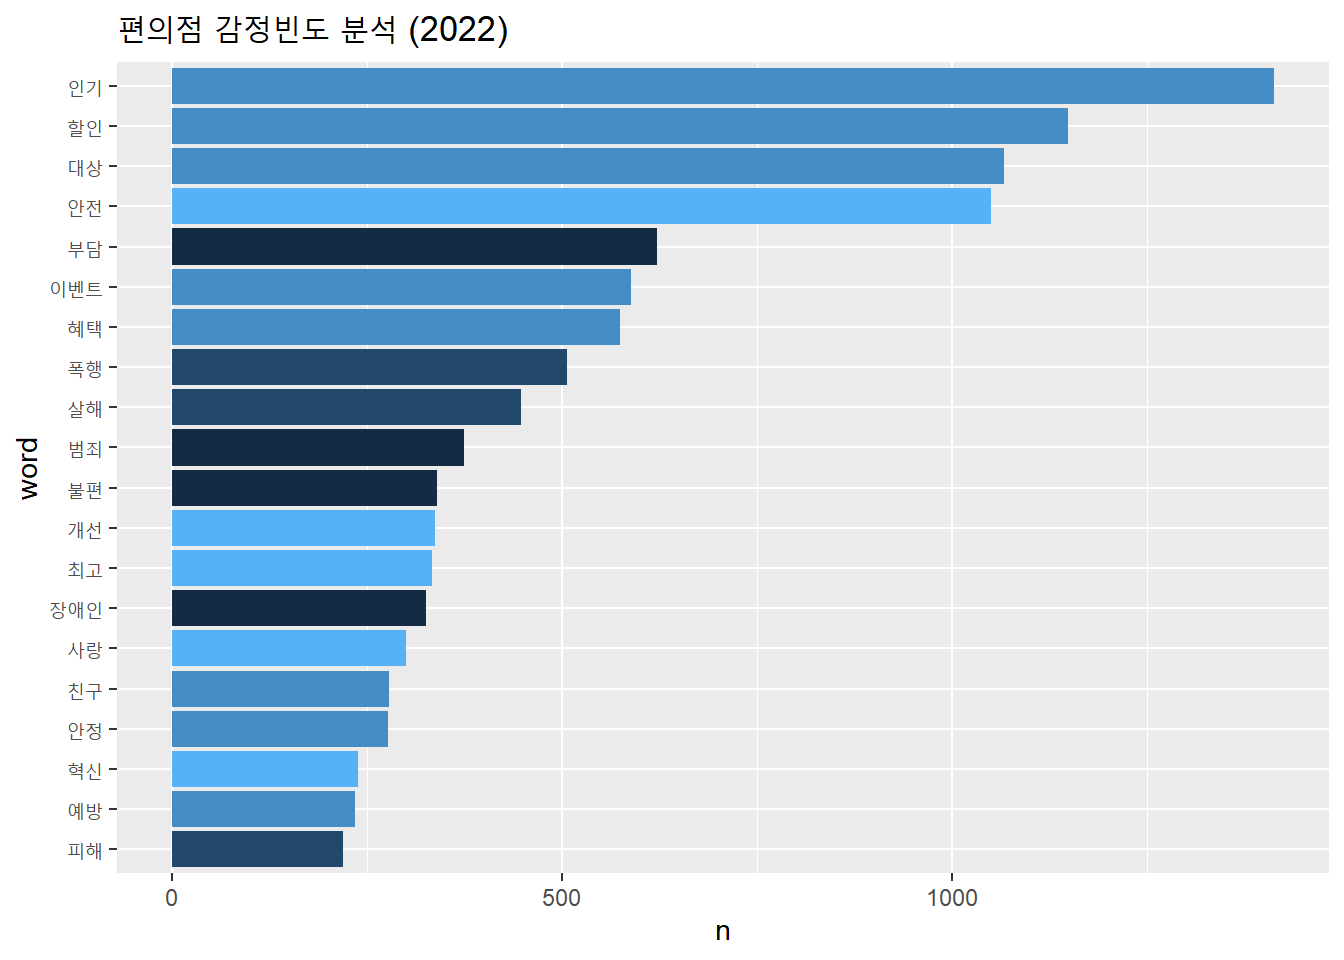 편의점 감정빈도 분석 (2022)
인기
할인
대상
안전
부담
이벤트
혜택
폭행
살해
범죄
불편
개선
최고
장애인
사랑
친구
안정
혁신
예방
피해
word
0 500 1000
n